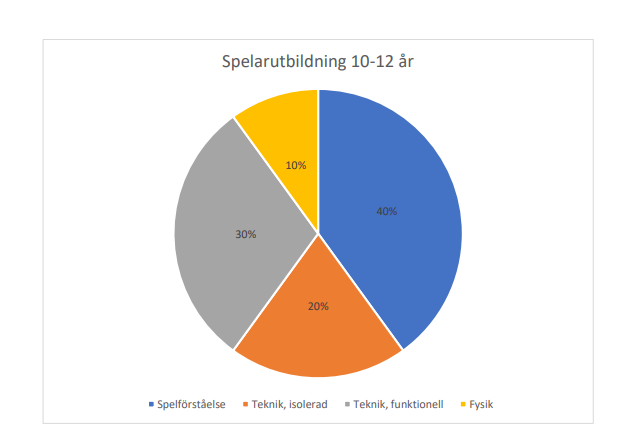 Spelarutbildning 10-12 år
10%
40%
30%
20%
Spelförståelse Teknik, isolerad Teknik, funktionell Fysik